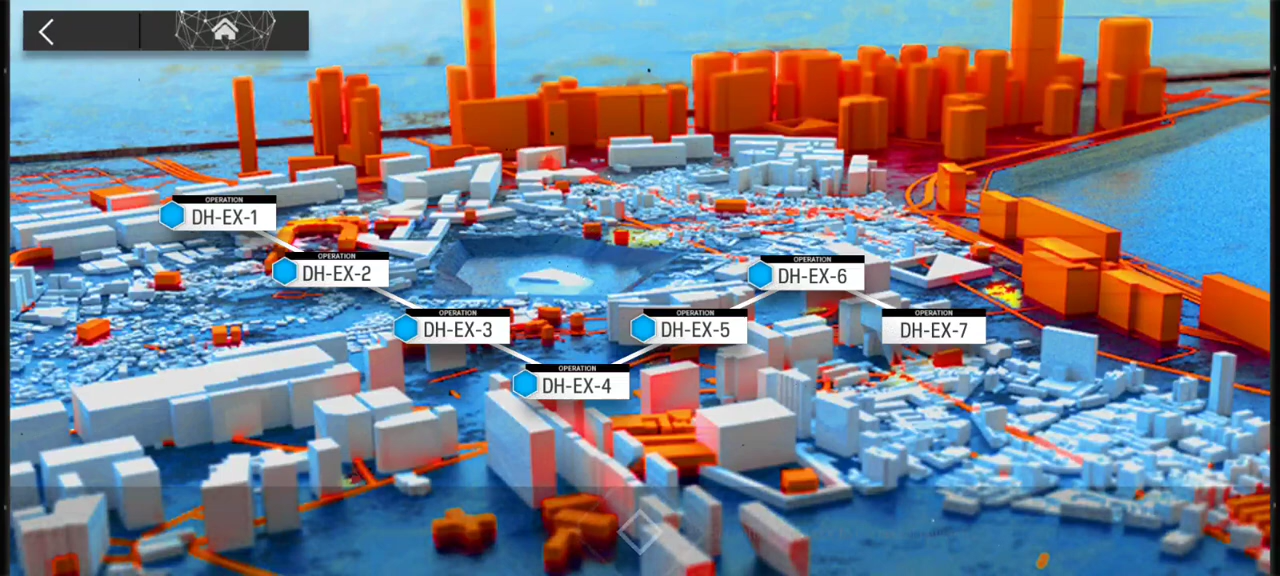 OPERATION
DH-EX-1
OPERATION
DH-EX-2
OPERATION
DH-EX-3
OPERATION
DH-EX-4
OPERATION
DH-EX-5
OPERATION
DH-EX-6
OPERATION
DH-EX-7